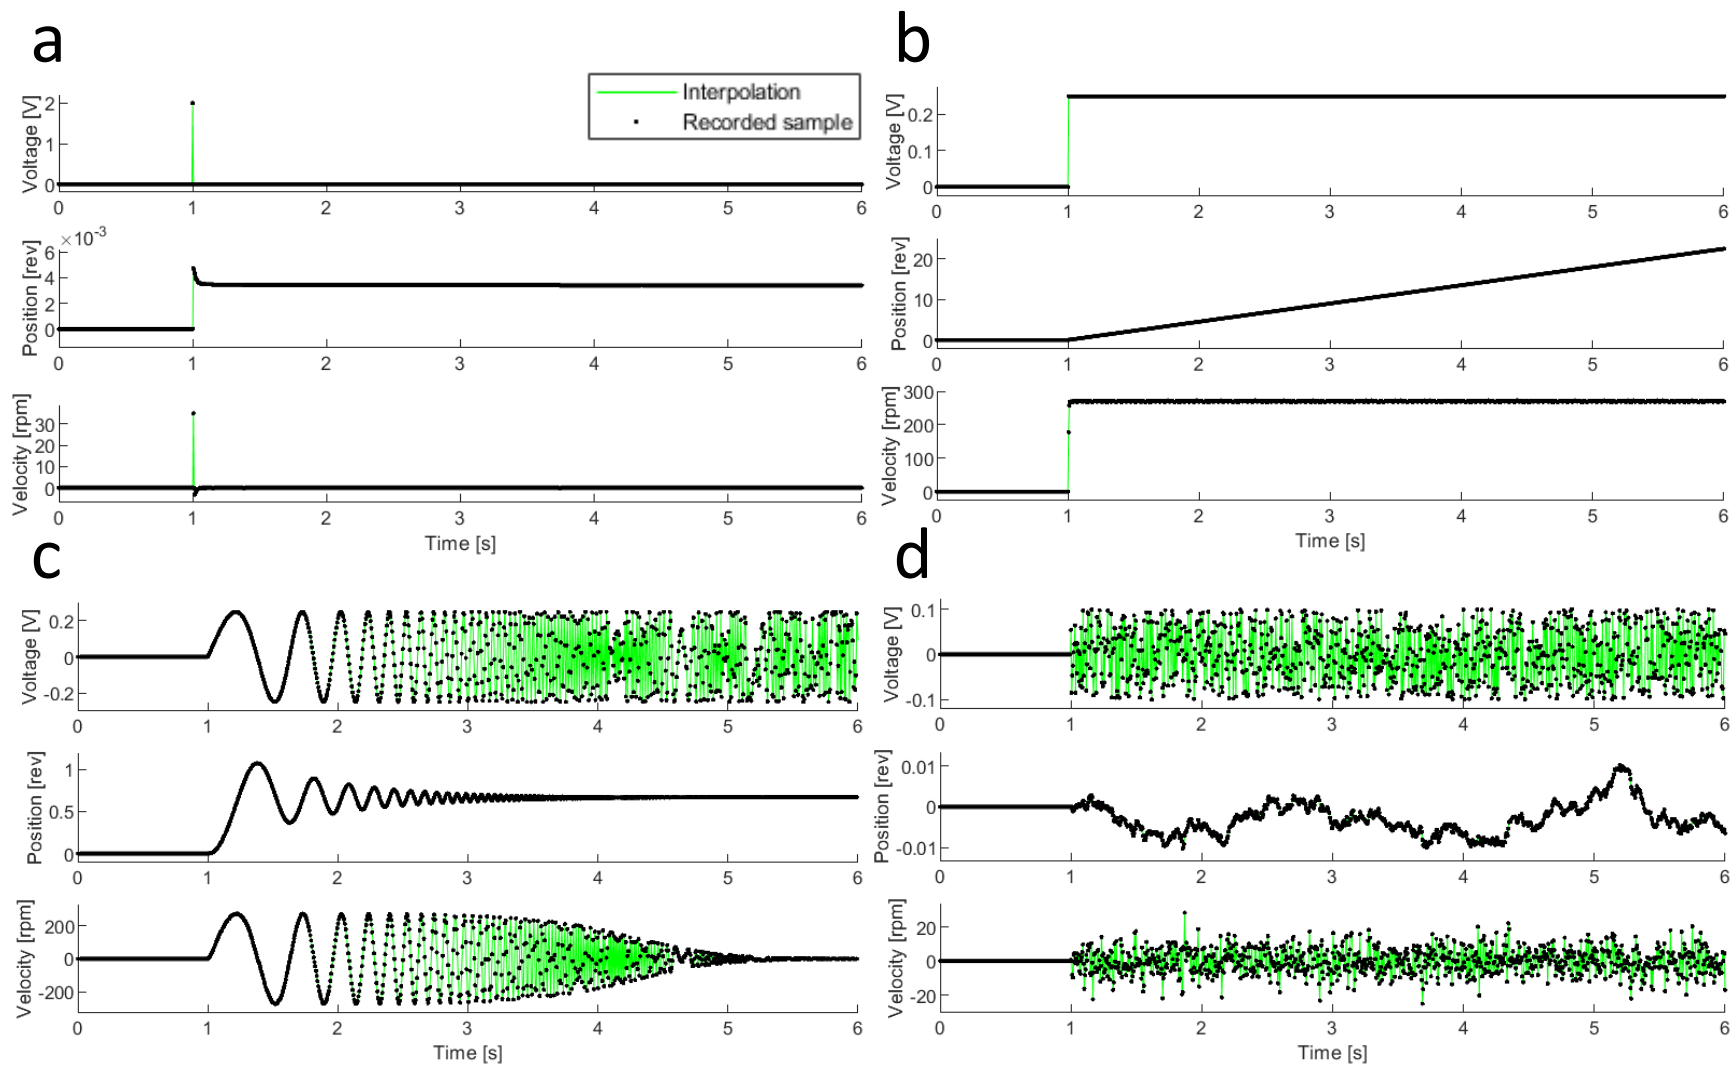 a
Interpolation
Recorded sample
Voltage [V]
2
1
0
0 1 2 3 4 5 6
×10-3
Position [rev]
6
4
2
0
0 1 2 3 4 5 6
Velocity [rpm]
30
20
10
0
0 1 2 3 4 5 6
Time [s]
b
Voltage [V]
0.2
0.1
0
0 1 2 3 4 5 6
Position [rev]
20
10
0
0 1 2 3 4 5 6
Velocity [rpm]
300
200
100
0
0 1 2 3 4 5 6
Time [s]
c
Voltage [V]
0.2
0
-0.2
0 1 2 3 4 5 6
Position [rev]
1
0.5
0
0 1 2 3 4 5 6
Velocity [rpm]
200
0
-200
0 1 2 3 4 5 6
Time [s]
d
Voltage [V]
0.1
0
-0.1
0 1 2 3 4 5 6
Position [rev]
0.01
0
-0.01
0 1 2 3 4 5 6
Velocity [rpm]
20
0
-20
0 1 2 3 4 5 6
Time [s]